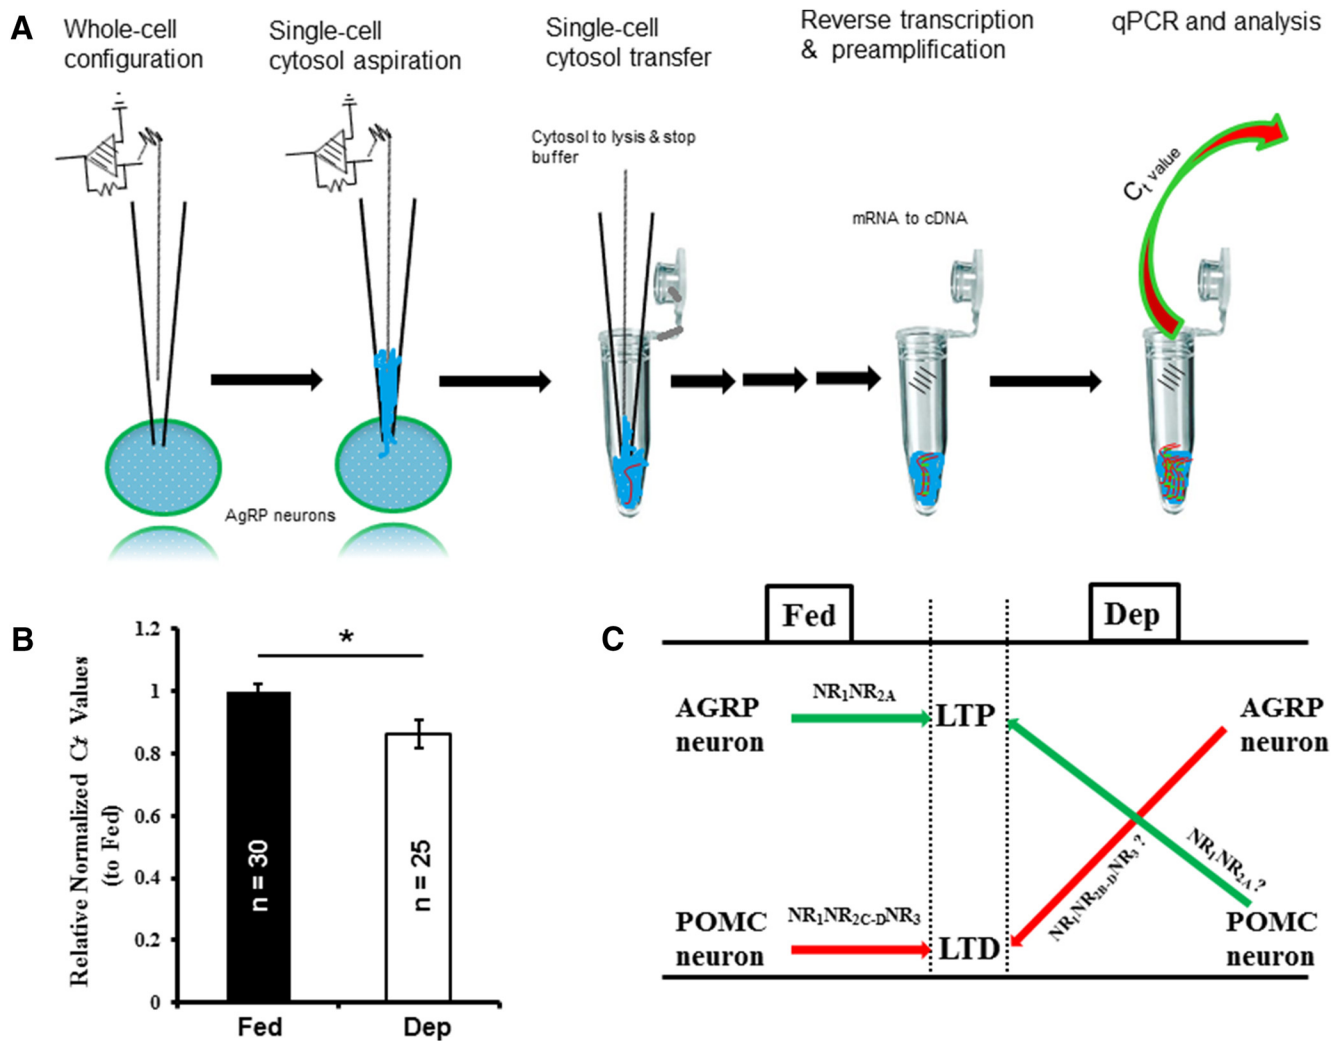 A
Whole-cell
configuration
Single-cell
cytosol aspiration
Single-cell
cytosol transfer
Reverse transcription
& preamplification
qPCR and analysis
Cytosol to lysis & stop
buffer
mRNA to cDNA
Ct value
AgRP neurons
B
Relative Normalized Ct Values
(to Fed)
1.2
1
0.8
0.6
0.4
0.2
0
*
n = 30
n = 25
Fed
Dep
C
Fed
Dep
AGRP
neuron
NR1NR2A
LTP
AGRP
neuron
NR1NR2B-DNR3 ?
NR1NR2A ?
POMC
neuron
NR1NR2C-DNR3
LTD
POMC
neuron